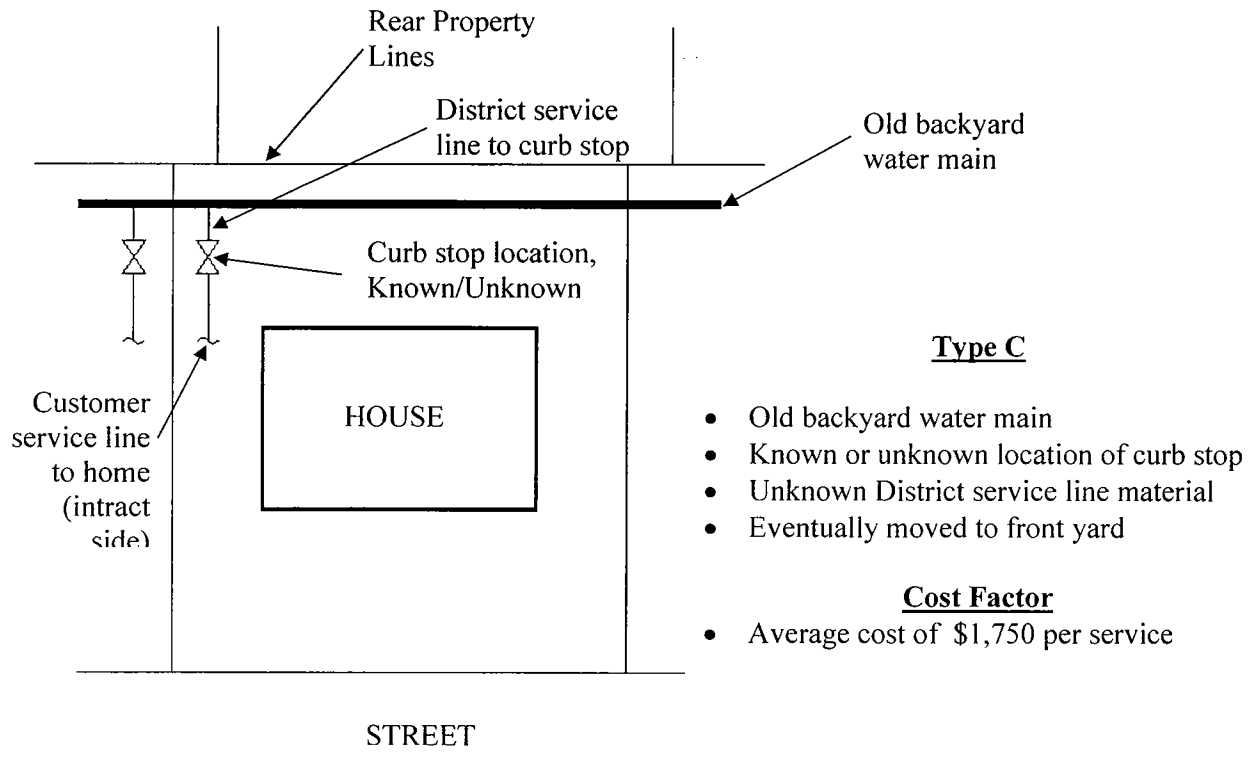 Rear Property
Lines
District service
line to curb stop
Old backyard
water main
Curb stop location,
Known/Unknown
Customer
service line
to home
(intract
side)
HOUSE
Type C
• Old backyard water main
• Known or unknown location of curb stop
• Unknown District service line material
• Eventually moved to front yard
Cost Factor
• Average cost of $1,750 per service
STREET